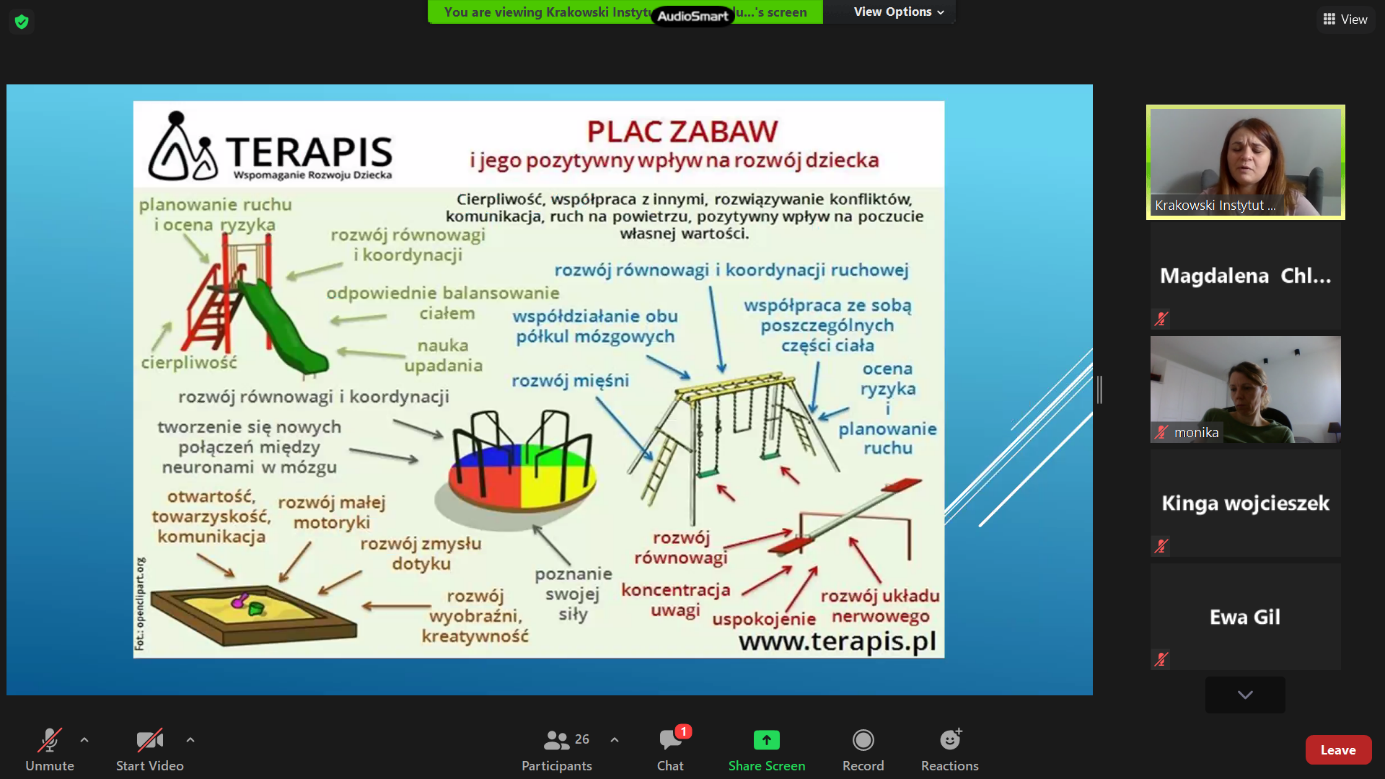 You are viewing Krakowski Instytu
AudioSmart
du...'s screen
View Options
View
TERAPIS
Wspomaganie Rozwoju Dziecka
PLAC ZABAW
i jego pozytywny wpływ na rozwój dziecka
Cierpliwość, współpraca z innymi, rozwiązywanie konfliktów,
komunikacja, ruch na powietrzu, pozytywny wpływ na poczucie
własnej wartości.
planowanie ruchu
i ocena ryzyka
rozwój równowagi
i koordynacji
odpowiednie balansowanie
ciałem
nauka
upadania
cierpliwość
rozwój równowagi i koordynacji ruchowej
współdziałanie obu
półkul mózgowych
współpraca ze sobą
poszczególnych
części ciała
rozwój mięśni
ocena
ryzyka
i
planowanie
ruchu
rozwój równowagi i koordynacji
tworzenie się nowych
połączeń między
neuronami w mózgu
poznanie
swojej
siły
otwartość,
towarzyskość,
komunikacja
rozwój małej
motoryki
rozwój zmysłu
dotyku
rozwój
wyobraźni,
kreatywność
rozwój
równowagi
koncentracja
uwagi
uspokojenie
rozwój układu
nerwowego
www.terapis.pl
Fot.: openclipart.org
Krakowski Instytut ...
Magdalena Chl...
monika
Kinga wojcieszek
Ewa Gil
Unmute
Start Video
26
Participants
1
Chat
Share Screen
Record
Reactions
Leave